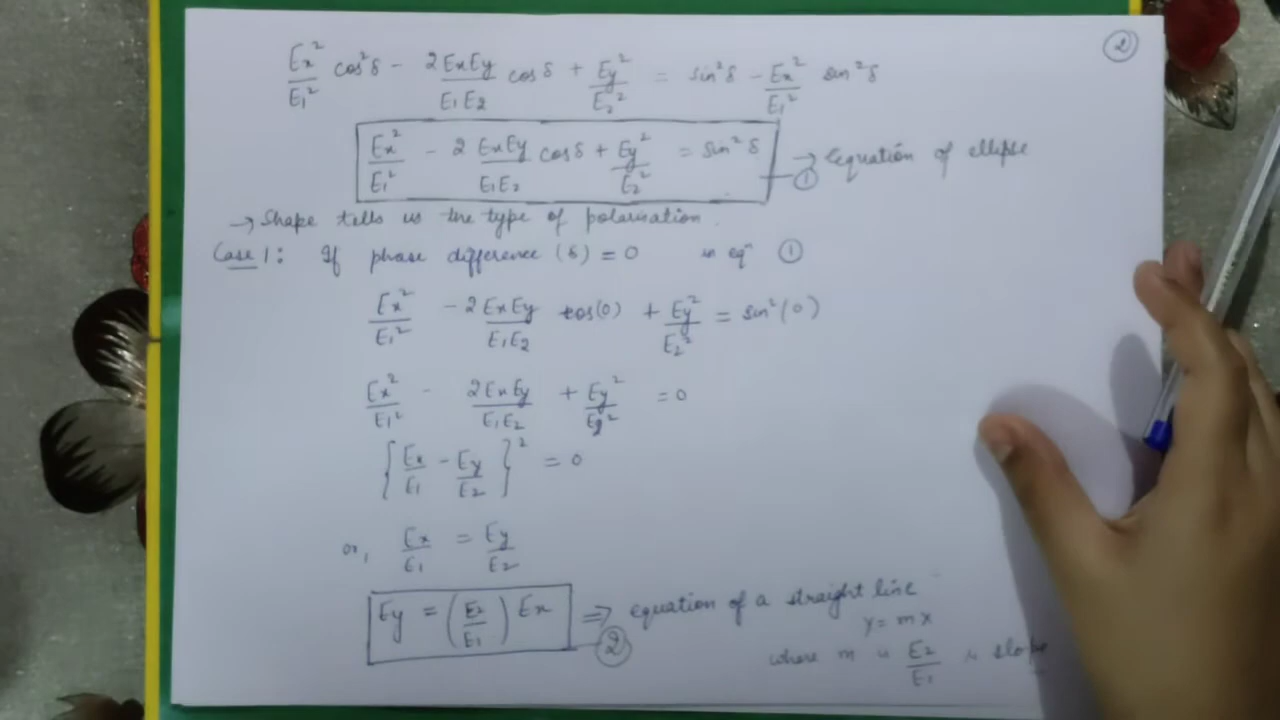 ②
Ex²/E₁² cos²δ - 2ExEy/E₁E₂ cosδ + Ey²/E₂² = sin²δ - Ex²/E₁² sin²δ
Ex²/E₁² - 2 ExEy/E₁E₂ cosδ + Ey²/E₂² = sin²δ → Equation of ellipse
①
→ Shape tells us the type of polarisation.
Case 1: If phase difference (δ) = 0 in eqⁿ ①
Ex²/E₁² - 2ExEy/E₁E₂ cos(0) + Ey²/E₂² = sin²(0)
Ex²/E₁² - 2ExEy/E₁E₂ + Ey²/E₂² = 0
{Ex/E₁ - Ey/E₂}² = 0
or, Ex/E₁ = Ey/E₂
Ey = (E₂/E₁) Ex ⇒ equation of a straight line
② y = mx
where m is E₂/E₁ is slope